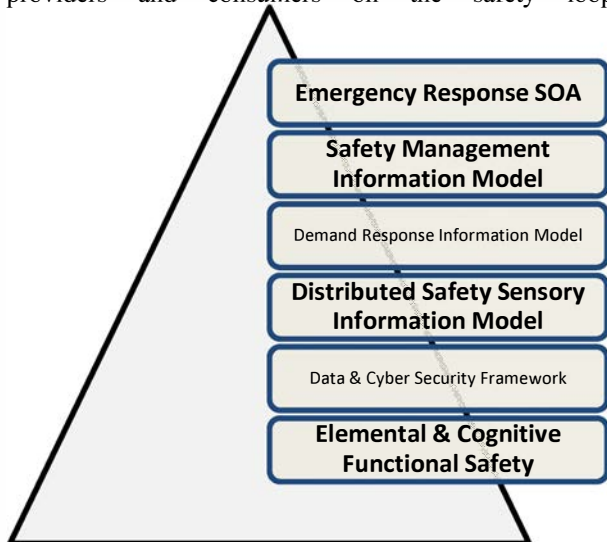 providers and consumers on the safety loop
Emergency Response SOA
Safety Management
Information Model
Demand Response Information Model
Distributed Safety Sensory
Information Model
Data & Cyber Security Framework
Elemental & Cognitive
Functional Safety